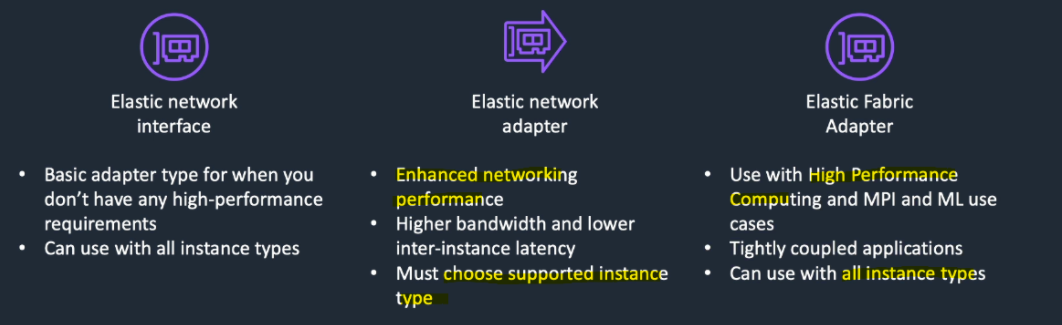 Elastic network
interface
• Basic adapter type for when you
don't have any high-performance
requirements
• Can use with all instance types
Elastic network
adapter
• Enhanced networking
performance
• Higher bandwidth and lower
inter-instance latency
• Must choose supported instance
type
Elastic Fabric
Adapter
• Use with High Performance
Computing and MPI and ML use
cases
• Tightly coupled applications
• Can use with all instance types